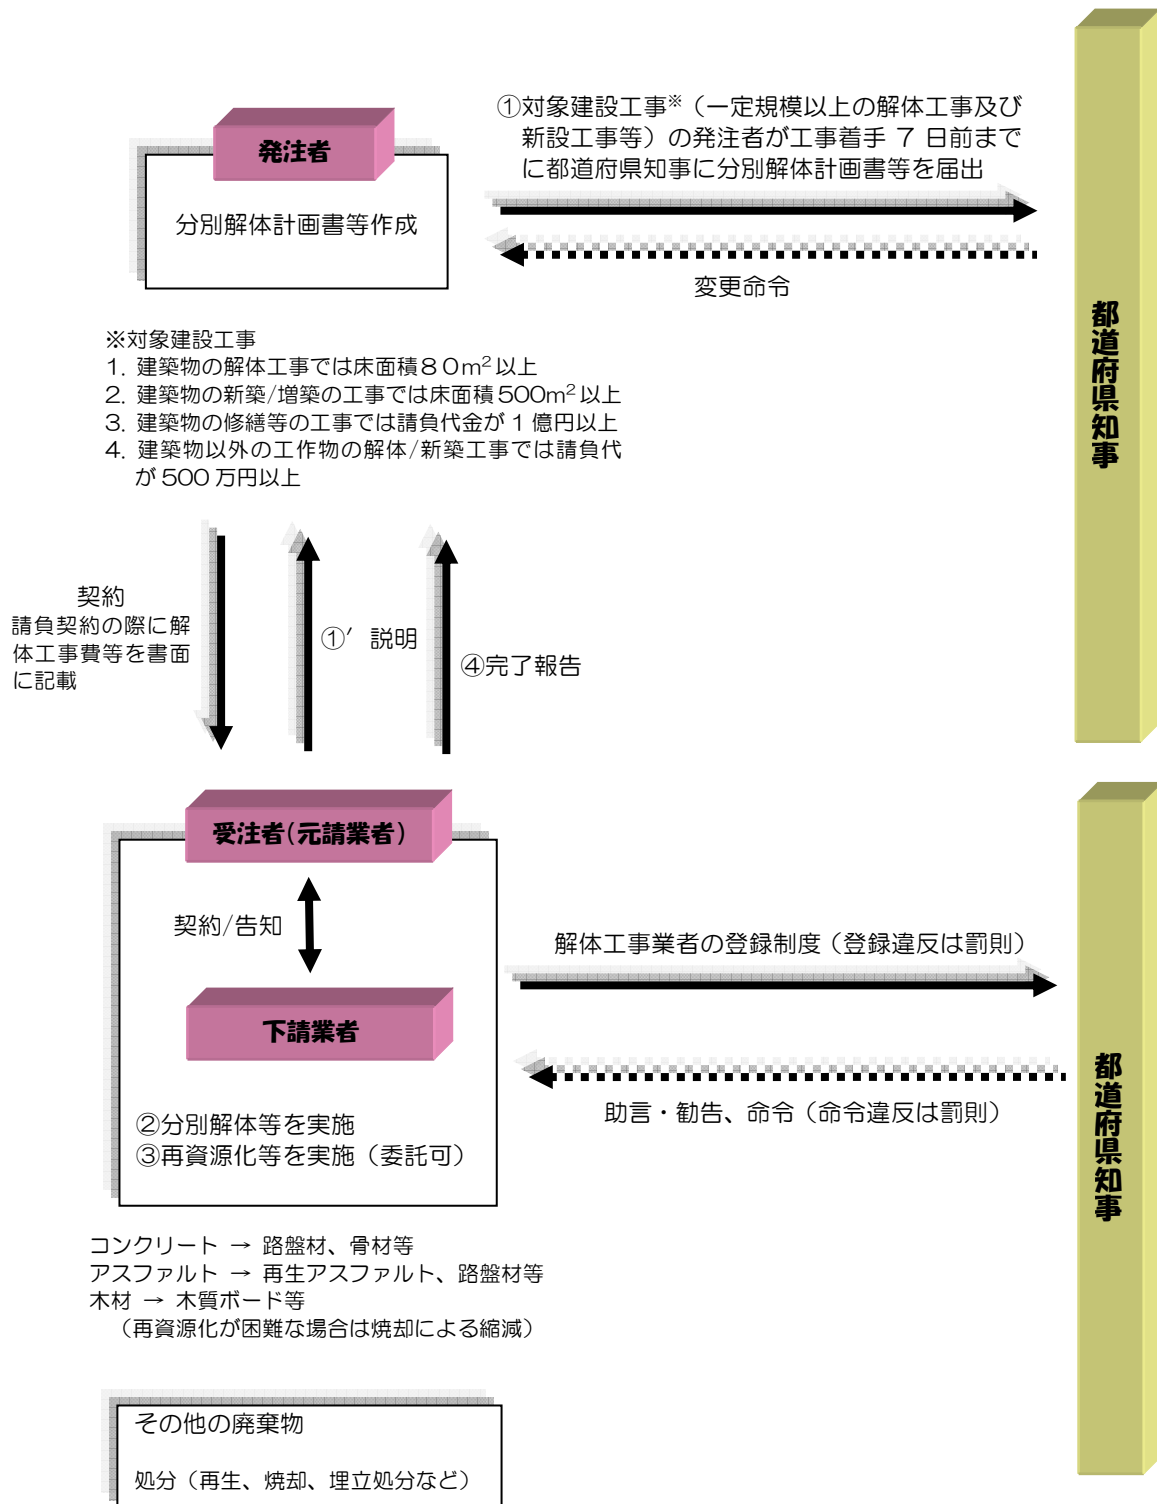 発注者
分別解体計画書等作成
①対象建設工事※（一定規模以上の解体工事及び
新設工事等）の発注者が工事着手 7 日前まで
に都道府県知事に分別解体計画書等を届出
変更命令
都道府県知事
※対象建設工事
1. 建築物の解体工事では床面積８０m²以上
2. 建築物の新築/増築の工事では床面積 500m²以上
3. 建築物の修繕等の工事では請負代金が 1 億円以上
4. 建築物以外の工作物の解体/新築工事では請負代
が 500 万円以上
契約
請負契約の際に解
体工事費等を書面
に記載
①′ 説明
④完了報告
受注者(元請業者)
契約/告知
下請業者
②分別解体等を実施
③再資源化等を実施（委託可）
解体工事業者の登録制度（登録違反は罰則）
助言・勧告、命令（命令違反は罰則）
都道府県知事
コンクリート → 路盤材、骨材等
アスファルト → 再生アスファルト、路盤材等
木材 → 木質ボード等
（再資源化が困難な場合は焼却による縮減）
その他の廃棄物
処分（再生、焼却、埋立処分など）